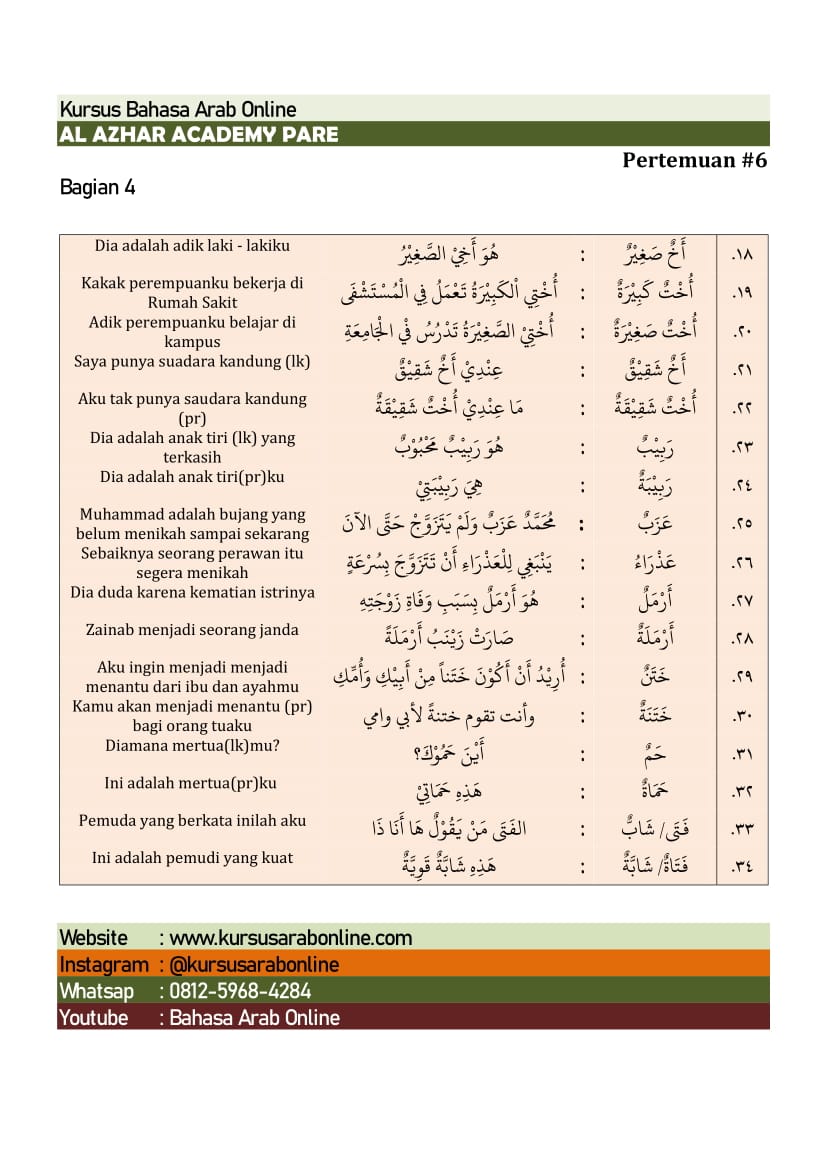 Kursus Bahasa Arab Online
AL AZHAR ACADEMY PARE
Pertemuan #6
Bagian 4
١٨. أَخٌ صَغِيْرٌ : هُوَ أَخِيْ الصَّغِيْرُ Dia adalah adik laki - lakiku
١٩. أُخْتٌ كَبِيْرَةٌ : أُخْتِي اْلكَبِيْرَةُ تَعْمَلُ فِي الْمُسْتَشْفَى Kakak perempuanku bekerja di
Rumah Sakit
٢٠. أُخْتٌ صَغِيْرَةٌ : أُخْتِيْ الصَّغِيْرَةُ تَدْرُسُ فْي الْجَامِعَةِ Adik perempuanku belajar di
kampus
٢١. أَخٌ شَقِيْقٌ : عِنْدِيْ أَخٌ شَقِيْقٌ Saya punya suadara kandung (lk)
٢٢. أُخْتٌ شَقِيْقَةٌ : مَا عِنْدِيْ أُخْتٌ شَقِيْقَةٌ Aku tak punya saudara kandung
(pr)
٢٣. رَبِيْبٌ : هُوَ رَبِيْبٌ مَحْبُوْبٌ Dia adalah anak tiri (lk) yang
terkasih
٢٤. رَبِيْبَةٌ : هِيَ رَبِيْبَتِيْ Dia adalah anak tiri(pr)ku
٢٥. عَزَبٌ : مُحَمَّدٌ عَزَبٌ وَلَمْ يَتَزَوَّجْ حَتَّى الآنَ Muhammad adalah bujang yang
belum menikah sampai sekarang
٢٦. عَذْرَاءُ : يَنْبَغِي لِلْعَذْرَاءِ أَنْ تَتَزَوَّجَ بِسُرْعَةٍ Sebaiknya seorang perawan itu
segera menikah
٢٧. أَرْمَلٌ : هُوَ أَرْمَلٌ بِسَبَبِ وَفَاةِ زَوْجَتِهِ Dia duda karena kematian istrinya
٢٨. أَرْمَلَةٌ : صَارَتْ زَيْنَبُ أَرْمَلَةً Zainab menjadi seorang janda
٢٩. خَتَنٌ : أُرِيْدُ أَنْ أَكُوْنَ خَتَناً مِنْ أَبِيْكِ وَأُمِّكِ Aku ingin menjadi menjadi
menantu dari ibu dan ayahmu
٣٠. خَتَنَةٌ : وأنت تقوم ختنةً لأبي وامي Kamu akan menjadi menantu (pr)
bagi orang tuaku
٣١. حَمٌ : أَيْنَ حَمُوْكَ؟ Diamana mertua(lk)mu?
٣٢. حَمَاةٌ : هَذِهِ حَمَاتِيْ Ini adalah mertua(pr)ku
٣٣. فَتَى/ شَابٌّ : الفَتَى مَنْ يَقُوْلُ هَا أَنَا ذَا Pemuda yang berkata inilah aku
٣٤. فَتَاةٌ/ شَابَّةٌ : هَذِهِ شَابَّةٌ قَوِيَّةٌ Ini adalah pemudi yang kuat
Website : www.kursusarabonline.com
Instagram : @kursusarabonline
Whatsap : 0812-5968-4284
Youtube : Bahasa Arab Online